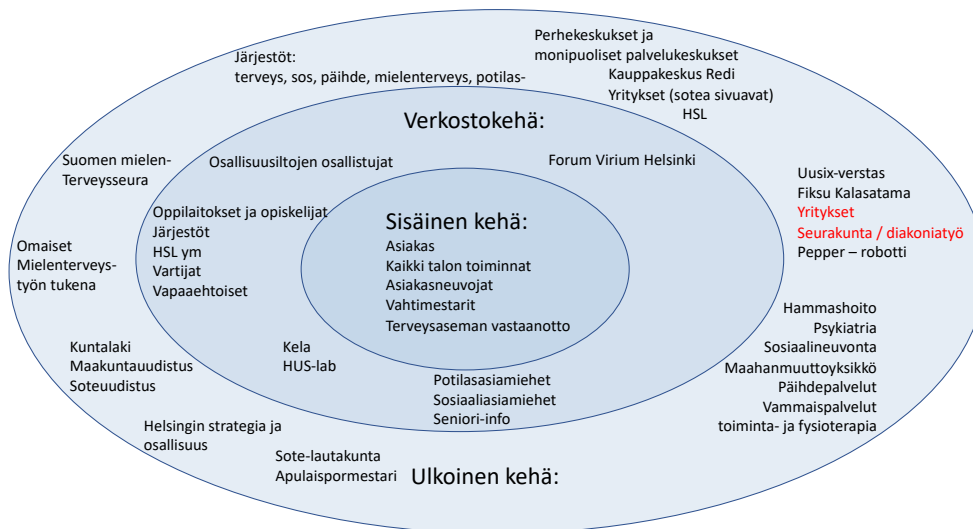 Järjestöt:
terveys, sos, päihde, mielenterveys, potilas-
Perhekeskukset ja
monipuoliset palvelukeskukset
Kauppakeskus Redi
Yritykset (sotea sivuavat)
HSL
Verkostokehä:
Suomen mielen-
Terveysseura
Osallisuusiltojen osallistujat
Forum Virium Helsinki
Uusix-verstas
Fiksu Kalasatama
Yritykset
Seurakunta / diakoniatyö
Pepper – robotti
Oppilaitokset ja opiskelijat
Järjestöt
HSL ym
Vartijat
Vapaaehtoiset
Sisäinen kehä:
Asiakas
Kaikki talon toiminnat
Asiakasneuvojat
Vahtimestarit
Terveysaseman vastaanotto
Omaiset
Mielenterveys-
työn tukena
Hammashoito
Psykiatria
Sosiaalineuvonta
Maahanmuuttoyksikkö
Päihdepalvelut
Vammaispalvelut
toiminta- ja fysioterapia
Kuntalaki
Maakuntauudistus
Soteuudistus
Kela
HUS-lab
Potilasasiamiehet
Sosiaaliasiamiehet
Seniori-info
Helsingin strategia ja
osallisuus
Sote-lautakunta
Apulaispormestari
Ulkoinen kehä: